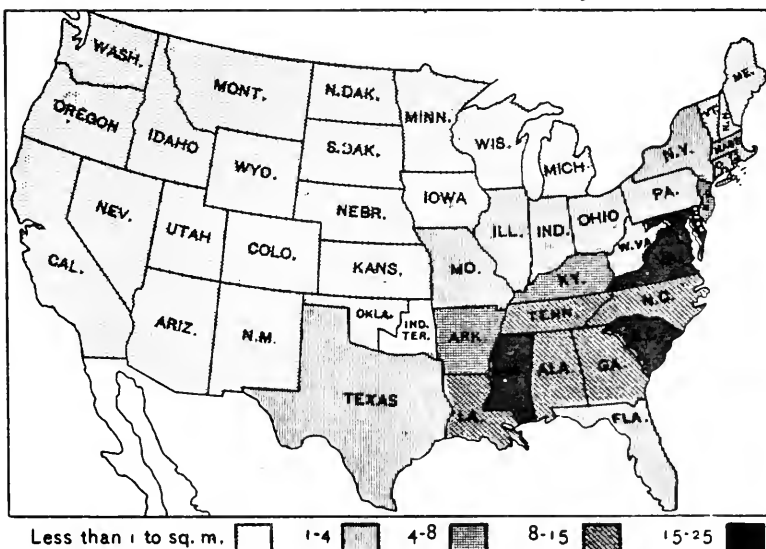 WASH.
MONT.
N.DAK.
MINN.
ME.
OREGON
IDAHO
S.DAK.
WIS.
MICH.
VT.
N.H.
MASS
N.Y.
WYO.
IOWA
PA.
NEV.
UTAH
NEBR.
ILL.
IND.
OHIO
COLO.
W.VA
CAL.
KANS.
MO.
KY.
N.C.
ARIZ.
N.M.
OKLA.
IND.
TER.
ARK.
TENN.
S.C.
TEXAS
LA.
ALA.
GA.
FLA.
Less than 1 to sq. m.
1-4
4-8
8-15
15-25